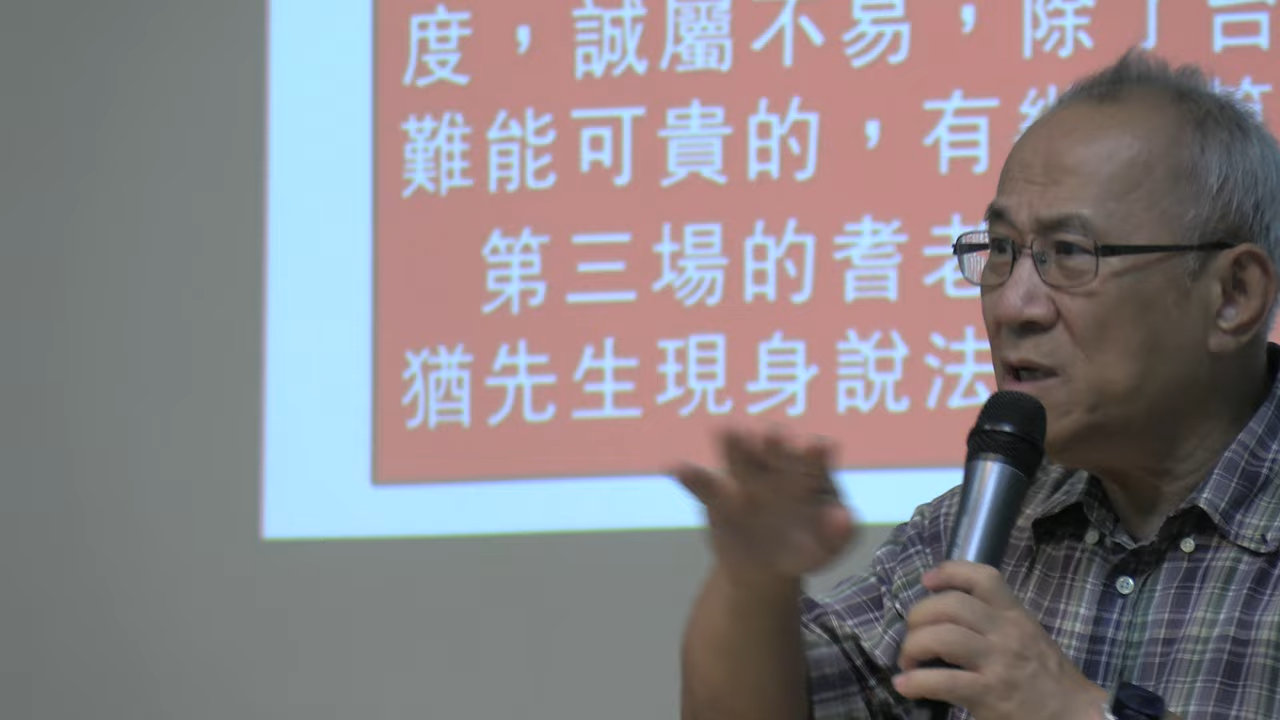 度，誠屬不易，除了台
難能可貴的，有
第三場的耆老
猶先生現身說法